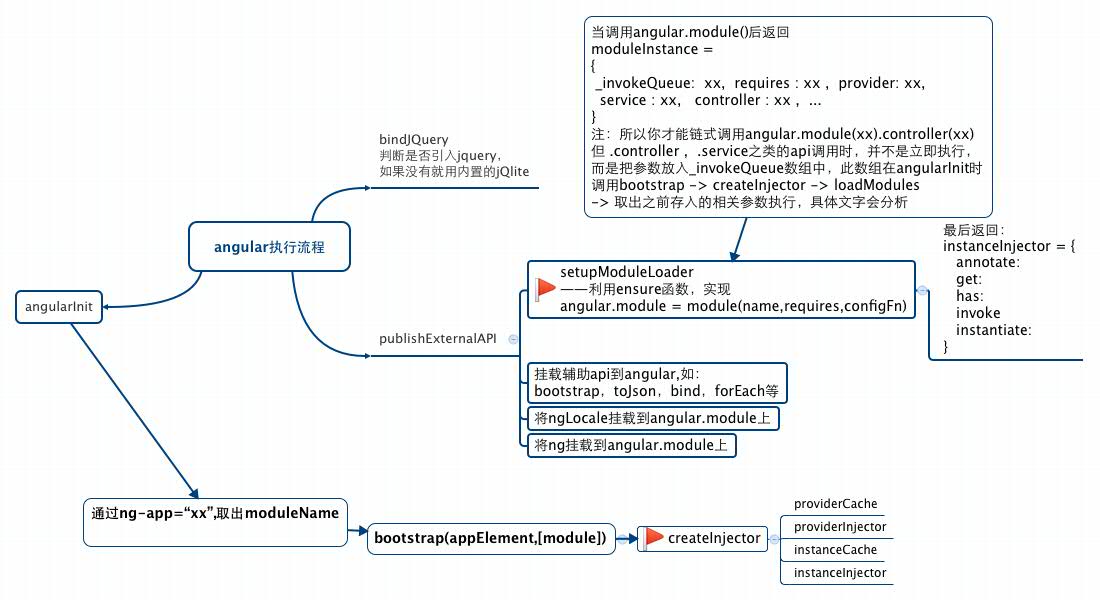 当调用angular.module()后返回
moduleInstance =
{
_invokeQueue: xx, requires : xx , provider: xx,
service : xx, controller : xx , ...
}
注：所以你才能链式调用angular.module(xx).controller(xx)
但 .controller , .service之类的api调用时，并不是立即执行，
而是把参数放入_invokeQueue数组中，此数组在angularInit时
调用bootstrap -> createInjector -> loadModules
-> 取出之前存入的相关参数执行，具体文字会分析
bindJQuery
判断是否引入jquery，
如果没有就用内置的jQlite
angular执行流程
angularInit
publishExternalAPI
setupModuleLoader
——利用ensure函数，实现
angular.module = module(name,requires,configFn)
最后返回：
instanceInjector = {
annotate:
get:
has:
invoke
instantiate:
}
挂载辅助api到angular,如：
bootstrap，toJson，bind，forEach等
将ngLocale挂载到angular.module上
将ng挂载到angular.module上
通过ng-app=“xx”,取出moduleName
bootstrap(appElement,[module])
createInjector
providerCache
providerInjector
instanceCache
instanceInjector